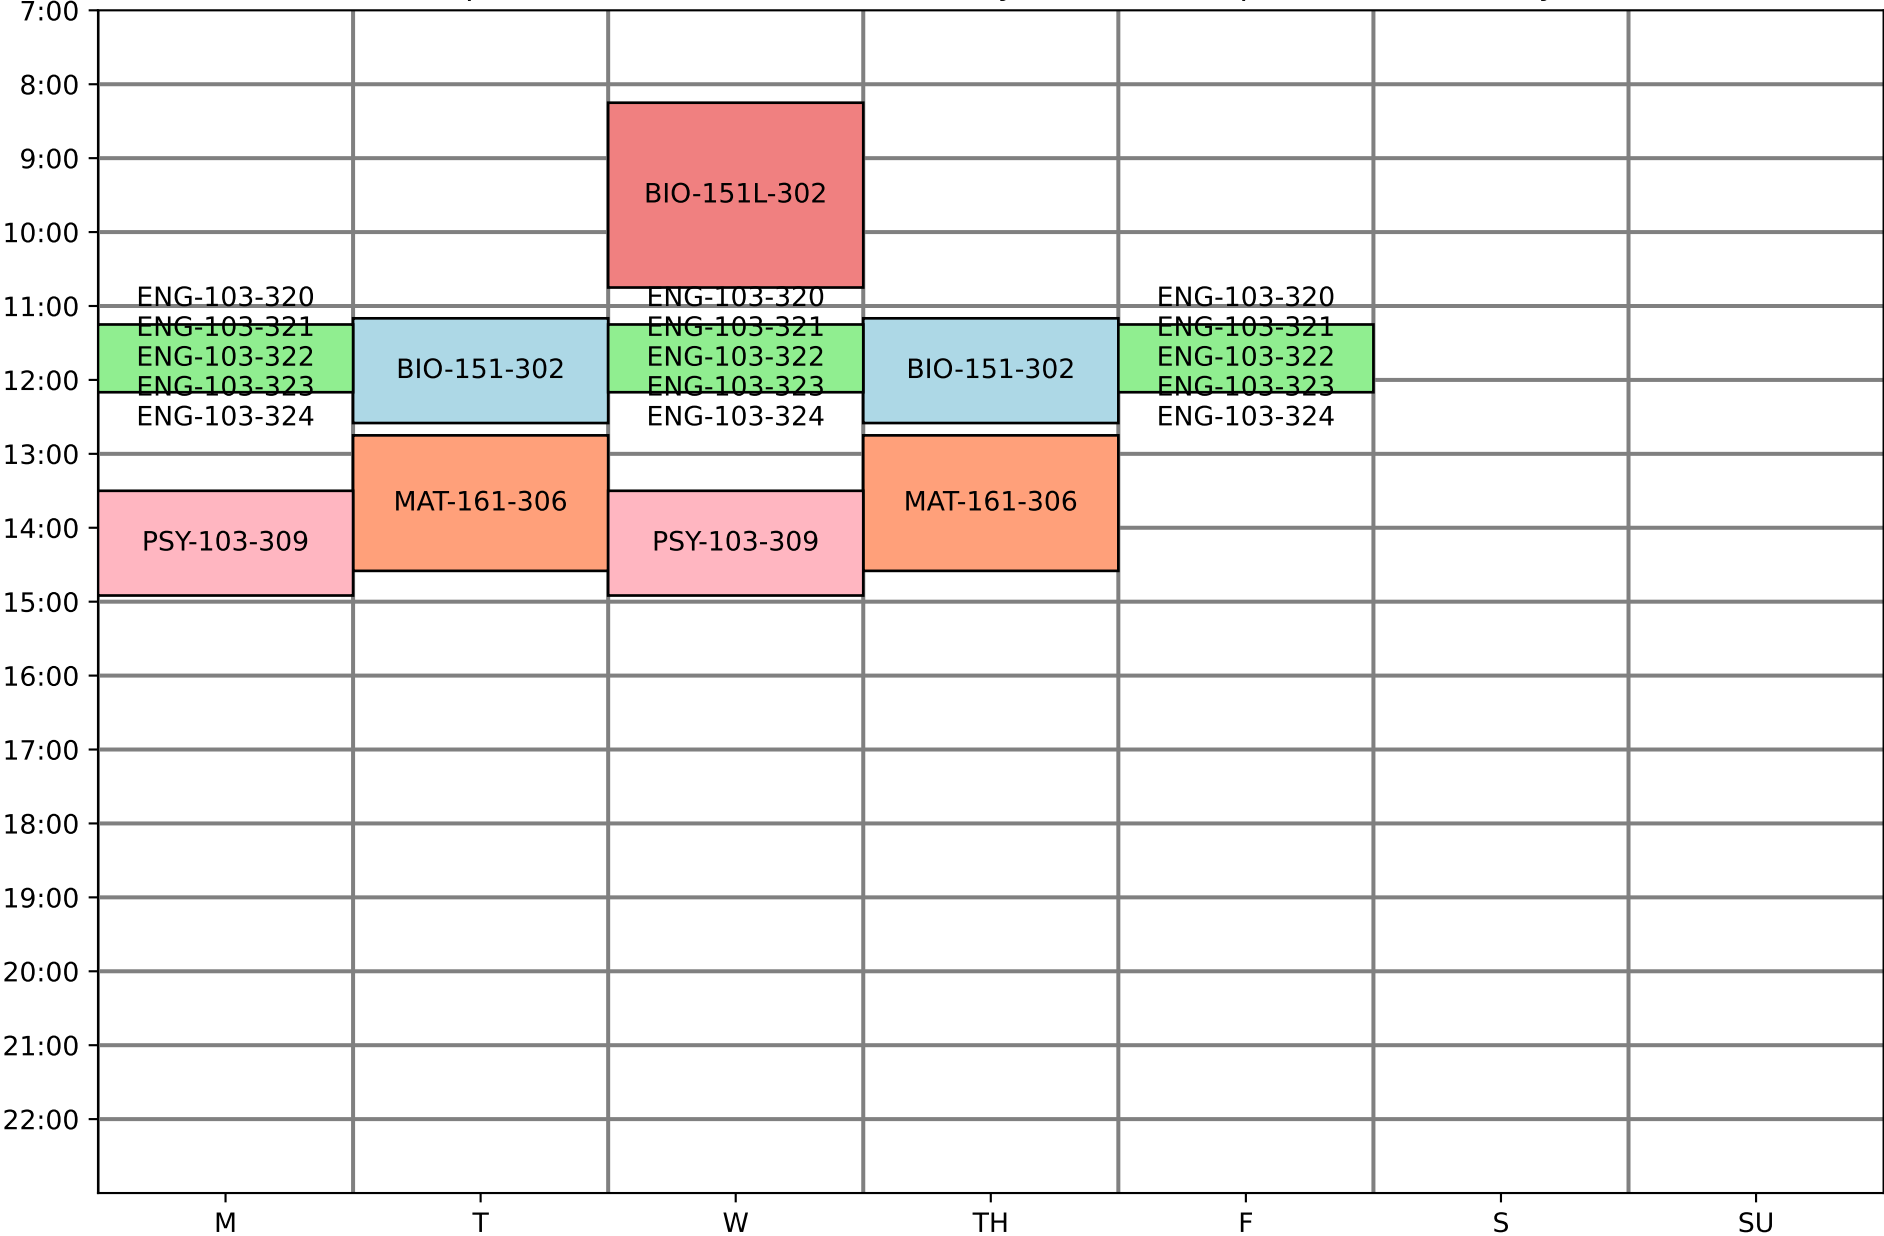 7:00
8:00
9:00
10:00
11:00
12:00
13:00
14:00
15:00
16:00
17:00
18:00
19:00
20:00
21:00
22:00
BIO-151L-302
ENG-103-320
ENG-103-321
ENG-103-322
ENG-103-323
ENG-103-324
ENG-103-320
ENG-103-321
ENG-103-322
ENG-103-323
ENG-103-324
ENG-103-320
ENG-103-321
ENG-103-322
ENG-103-323
ENG-103-324
BIO-151-302
BIO-151-302
MAT-161-306
MAT-161-306
PSY-103-309
PSY-103-309
M
T
W
TH
F
S
SU